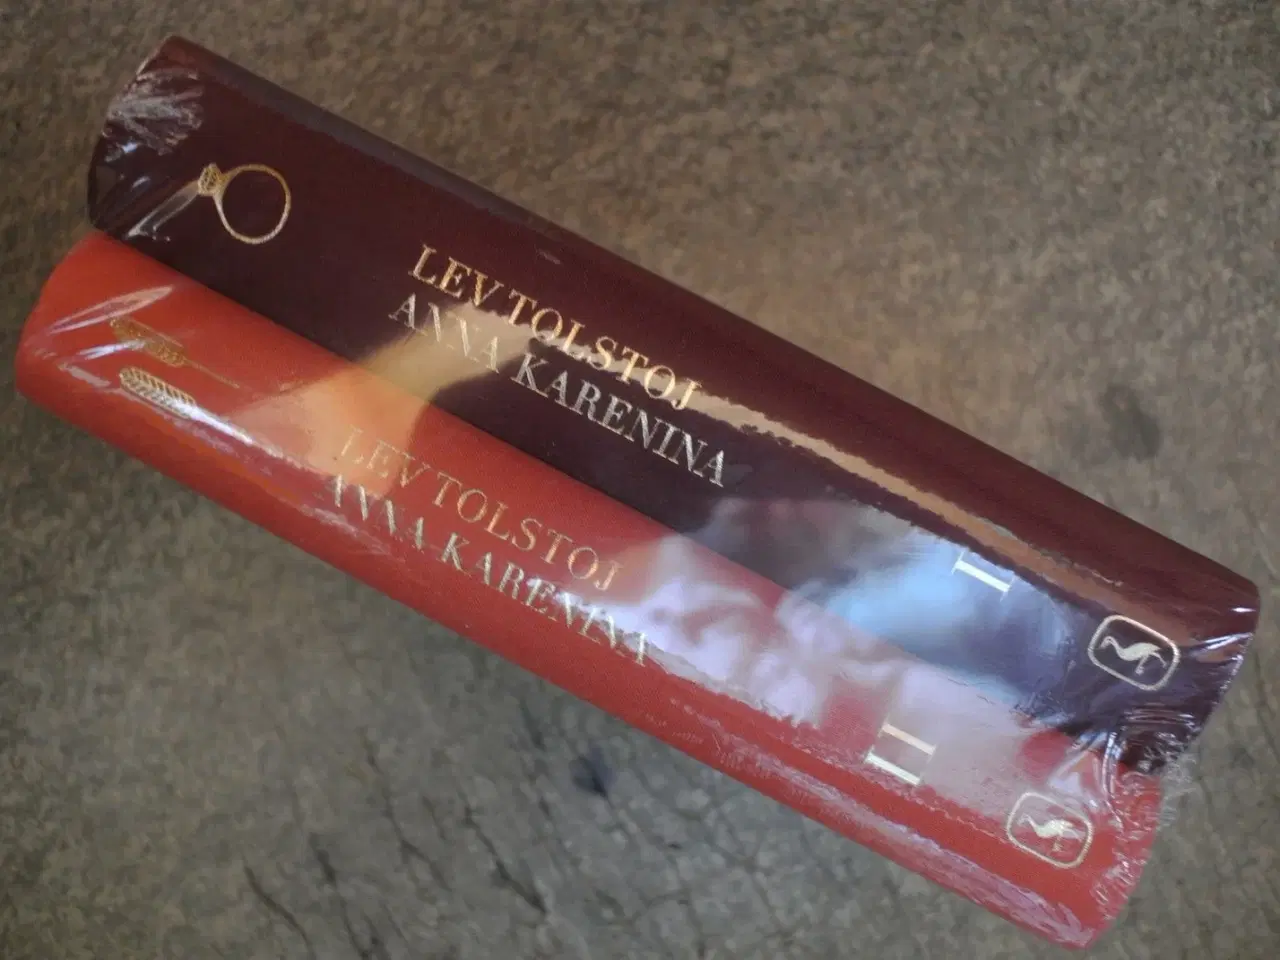 LEV TOLSTOJ
ANNA KARENINA
I
LEV TOLSTOJ
ANNA KARENINA
II